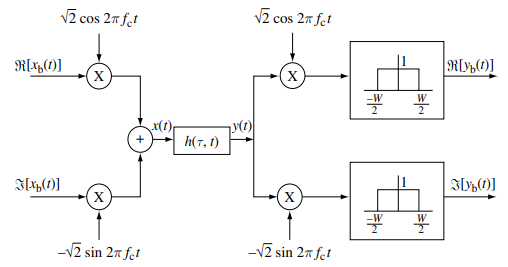 √2 cos 2π f_c t
√2 cos 2π f_c t
ℜ[x_b(t)]
X
X
1
−W/2
W/2
ℜ[y_b(t)]
x(t)
+
h(τ, t)
y(t)
ℑ[x_b(t)]
X
X
1
−W/2
W/2
ℑ[y_b(t)]
−√2 sin 2π f_c t
−√2 sin 2π f_c t